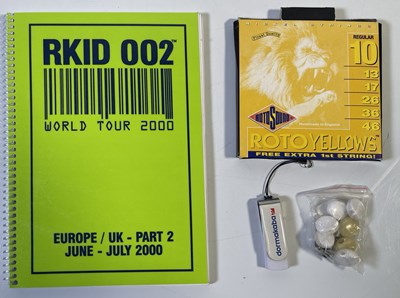 RKID 002™
WORLD TOUR 2000
EUROPE / UK - PART 2
JUNE - JULY 2000
REGULAR
10
13
17
26
36
46
ROTOSOUND
ROTO YELLOWS
FREE EXTRA 1st STRING!
dormakaba